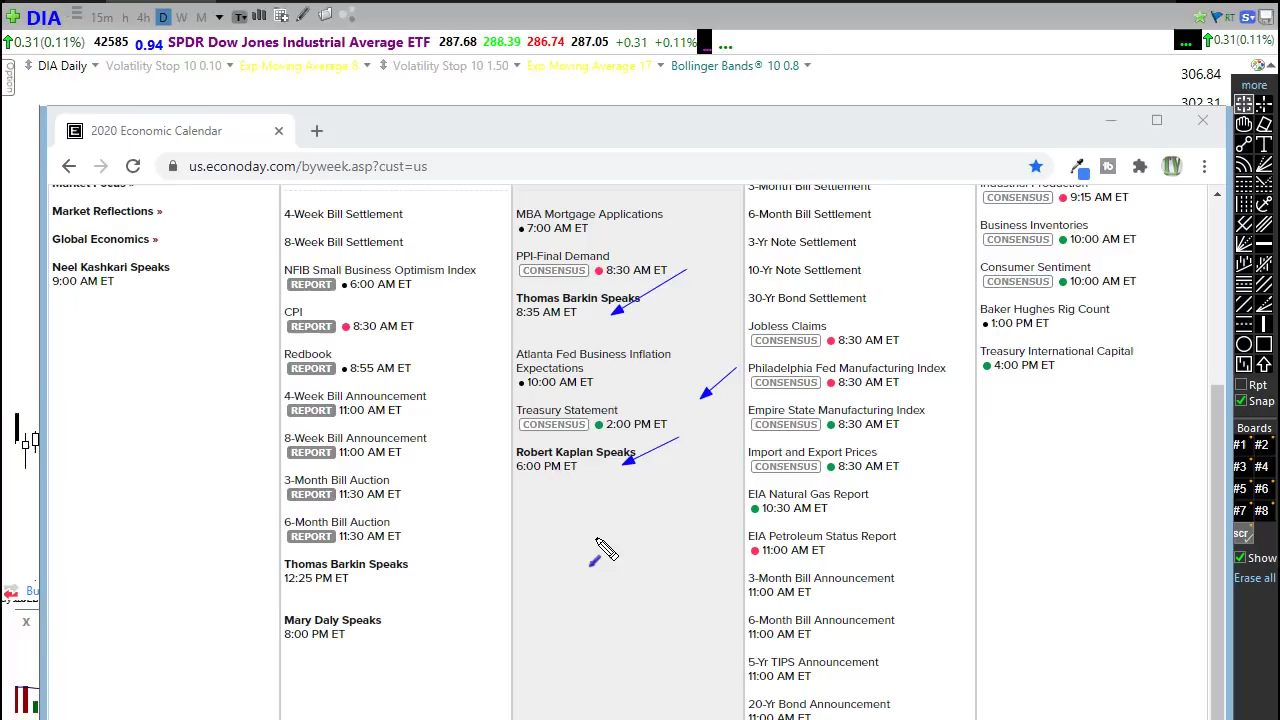 DIA
15m h 4h D W M
RT
0.31(0.11%) 42585 0.94 SPDR Dow Jones Industrial Average ETF 287.68 288.39 286.74 287.05 +0.31 +0.11% ... ... 0.31(0.11%)
Option
DIA Daily Volatility Stop 10 0.10 Exp Moving Average 8 Volatility Stop 10 1.50 Exp Moving Average 17 Bollinger Bands® 10 0.8
306.84
302.31
2020 Economic Calendar
us.econoday.com/byweek.asp?cust=us
Market Reflections »
Global Economics »
Neel Kashkari Speaks
9:00 AM ET
4-Week Bill Settlement
8-Week Bill Settlement
NFIB Small Business Optimism Index
REPORT 6:00 AM ET
CPI
REPORT 8:30 AM ET
Redbook
REPORT 8:55 AM ET
4-Week Bill Announcement
REPORT 11:00 AM ET
8-Week Bill Announcement
REPORT 11:00 AM ET
3-Month Bill Auction
REPORT 11:30 AM ET
6-Month Bill Auction
REPORT 11:30 AM ET
Thomas Barkin Speaks
12:25 PM ET
Mary Daly Speaks
8:00 PM ET
MBA Mortgage Applications
7:00 AM ET
PPI-Final Demand
CONSENSUS 8:30 AM ET
Thomas Barkin Speaks
8:35 AM ET
Atlanta Fed Business Inflation
Expectations
10:00 AM ET
Treasury Statement
CONSENSUS 2:00 PM ET
Robert Kaplan Speaks
6:00 PM ET
3-Month Bill Settlement
6-Month Bill Settlement
3-Yr Note Settlement
10-Yr Note Settlement
30-Yr Bond Settlement
Jobless Claims
CONSENSUS 8:30 AM ET
Philadelphia Fed Manufacturing Index
CONSENSUS 8:30 AM ET
Empire State Manufacturing Index
CONSENSUS 8:30 AM ET
Import and Export Prices
CONSENSUS 8:30 AM ET
EIA Natural Gas Report
10:30 AM ET
EIA Petroleum Status Report
11:00 AM ET
3-Month Bill Announcement
11:00 AM ET
6-Month Bill Announcement
11:00 AM ET
5-Yr TIPS Announcement
11:00 AM ET
20-Yr Bond Announcement
11:00 AM ET
Industrial Production
CONSENSUS 9:15 AM ET
Business Inventories
CONSENSUS 10:00 AM ET
Consumer Sentiment
CONSENSUS 10:00 AM ET
Baker Hughes Rig Count
1:00 PM ET
Treasury International Capital
4:00 PM ET
more
Rpt
Snap
Boards
#1 #2
#3 #4
#5 #6
#7 #8
scr
Show
Erase all
Bu
X